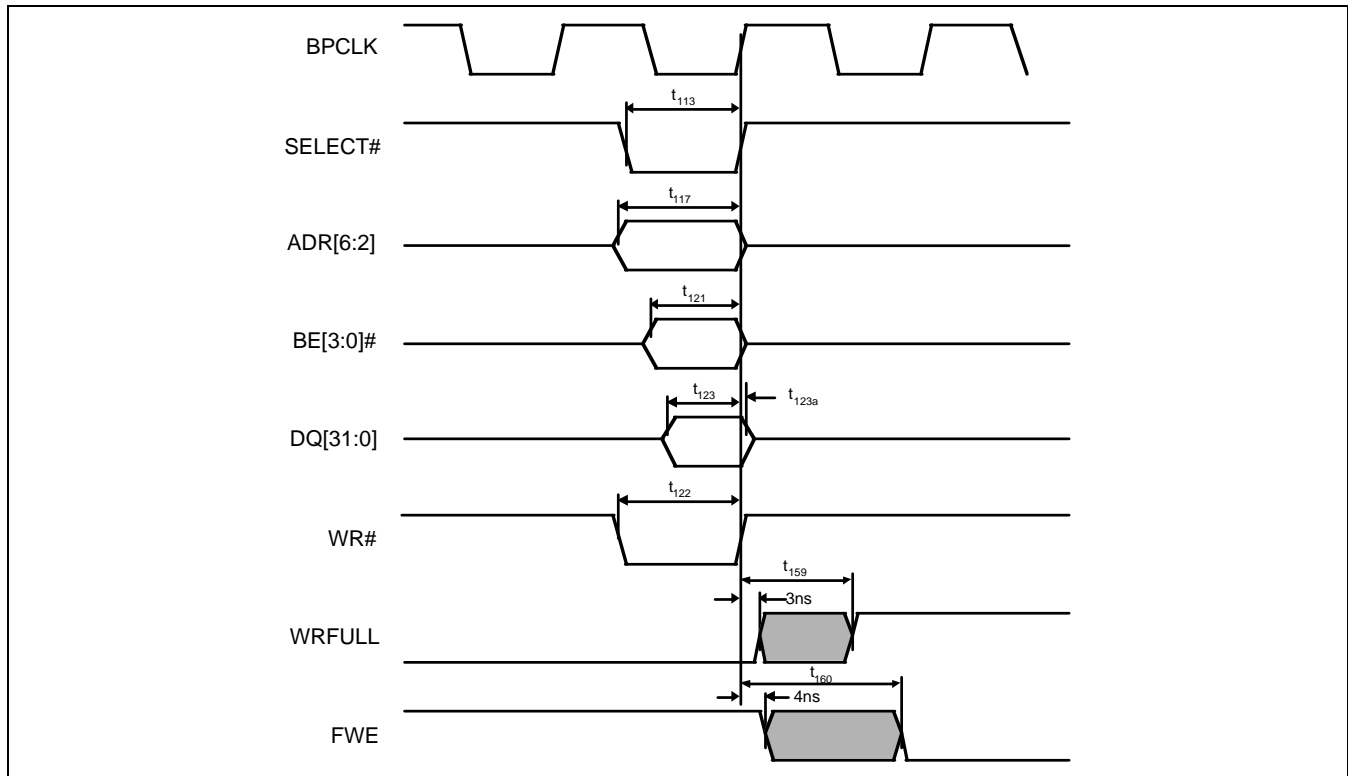 BPCLK
t113
SELECT#
t117
ADR[6:2]
t121
BE[3:0]#
t123
t123a
DQ[31:0]
t122
WR#
t159
3ns
WRFULL
t160
4ns
FWE